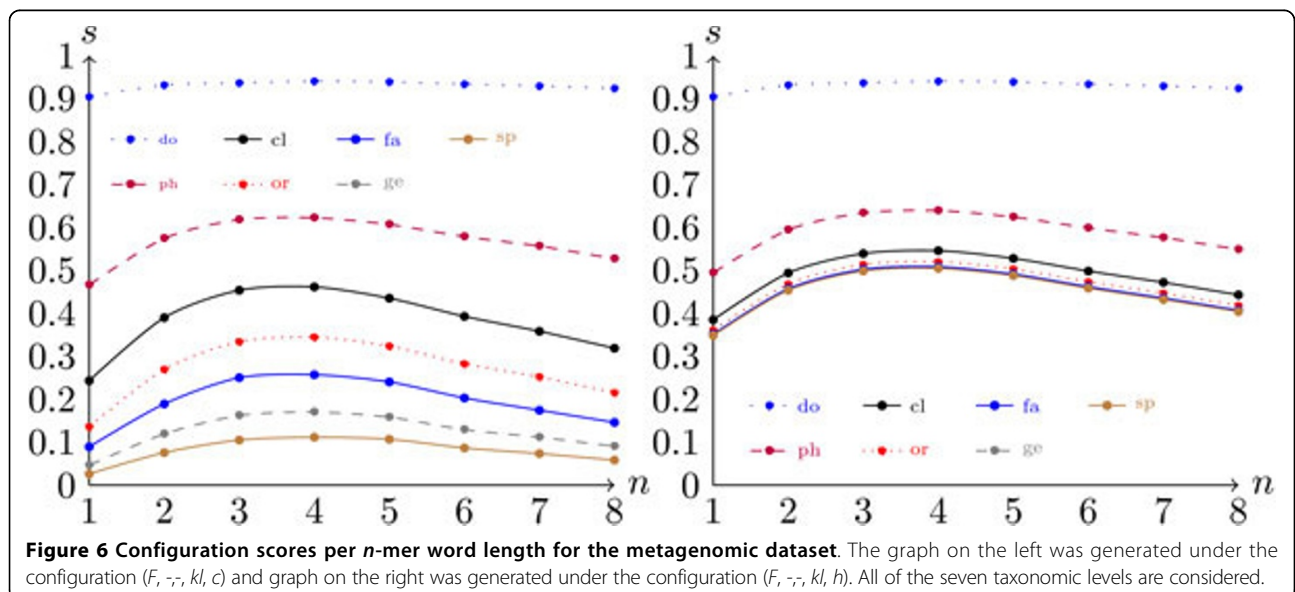 s
s
1
1
0.9
0.9
0.8
0.8
do cl fa sp
0.7
0.7
ph or ge
0.6
0.6
0.5
0.5
0.4
0.4
0.3
0.3
0.2
0.2
do cl fa sp
0.1
0.1
ph or ge
0
0
n
n
1 2 3 4 5 6 7 8
1 2 3 4 5 6 7 8
Figure 6 Configuration scores per n-mer word length for the metagenomic dataset. The graph on the left was generated under the
configuration (F, -,-, kl, c) and graph on the right was generated under the configuration (F, -,-, kl, h). All of the seven taxonomic levels are considered.